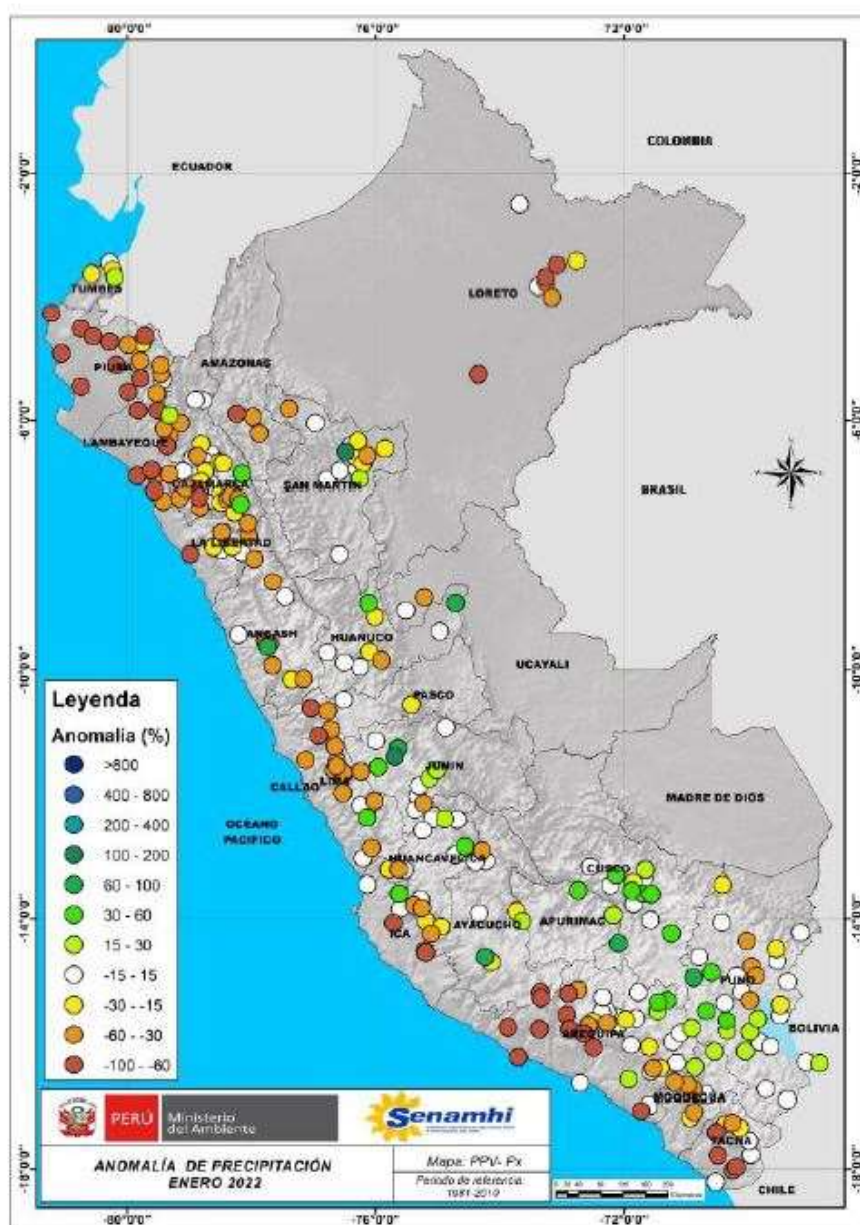 80°0'0" 76°0'0" 72°0'0"
COLOMBIA
ECUADOR
-2°0'0" -2°0'0"
LORETO
TUMBES
AMAZONAS
PIURA
-6°0'0" -6°0'0"
LAMBAYEQUE
CAJAMARCA
SAN MARTIN
BRASIL
LA LIBERTAD
ANCASH
HUANUCO
UCAYALI
-10°0'0" -10°0'0"
PASCO
JUNIN
MADRE DE DIOS
CALLAO
LIMA
OCEANO
PACIFICO
HUANCAVELICA
CUSCO
-14°0'0" -14°0'0"
ICA
AYACUCHO
APURIMAC
PUNO
AREQUIPA
BOLIVIA
MOQUEGUA
TACNA
CHILE
-18°0'0" -18°0'0"
Leyenda
Anomalía (%)
>800
400 - 800
200 - 400
100 - 200
60 - 100
30 - 60
15 - 30
-15 - 15
-30 - -15
-60 - -30
-100 - -60
PERÚ
Ministerio
del Ambiente
Senamhi
ANOMALÍA DE PRECIPITACIÓN
ENERO 2022
Mapa: PPV- Px
Periodo de referencia
1981-2010
80°0'0" 76°0'0" 72°0'0"